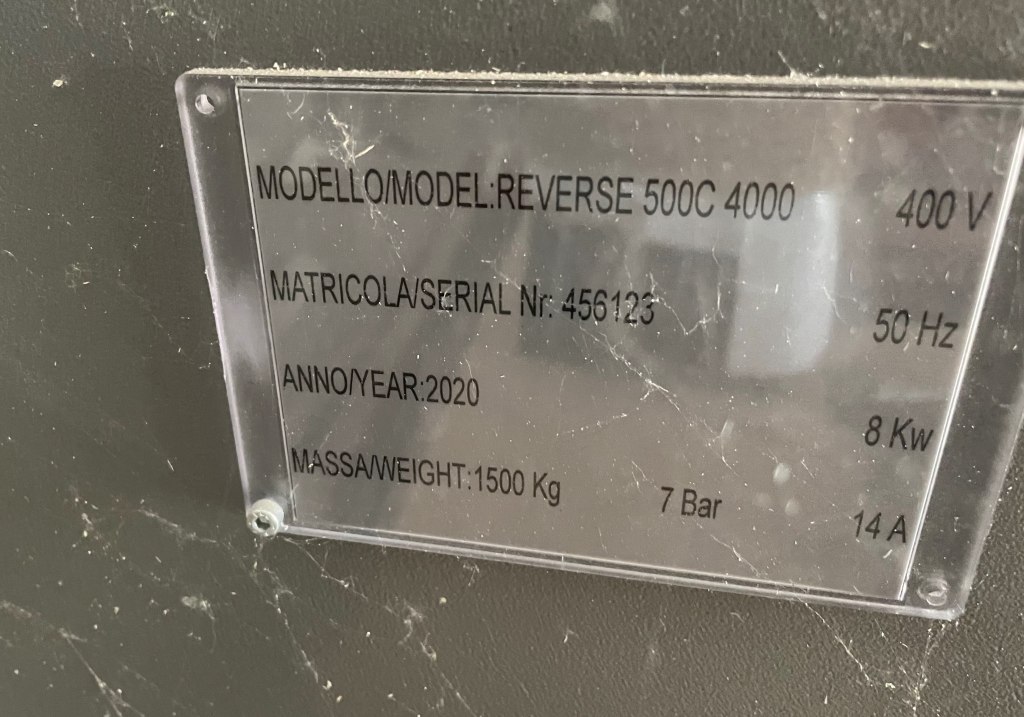 MODELLO/MODEL:REVERSE 500C 4000 400 V
MATRICOLA/SERIAL Nr: 456123 50 Hz
ANNO/YEAR:2020 8 Kw
MASSA/WEIGHT:1500 Kg 7 Bar 14 A